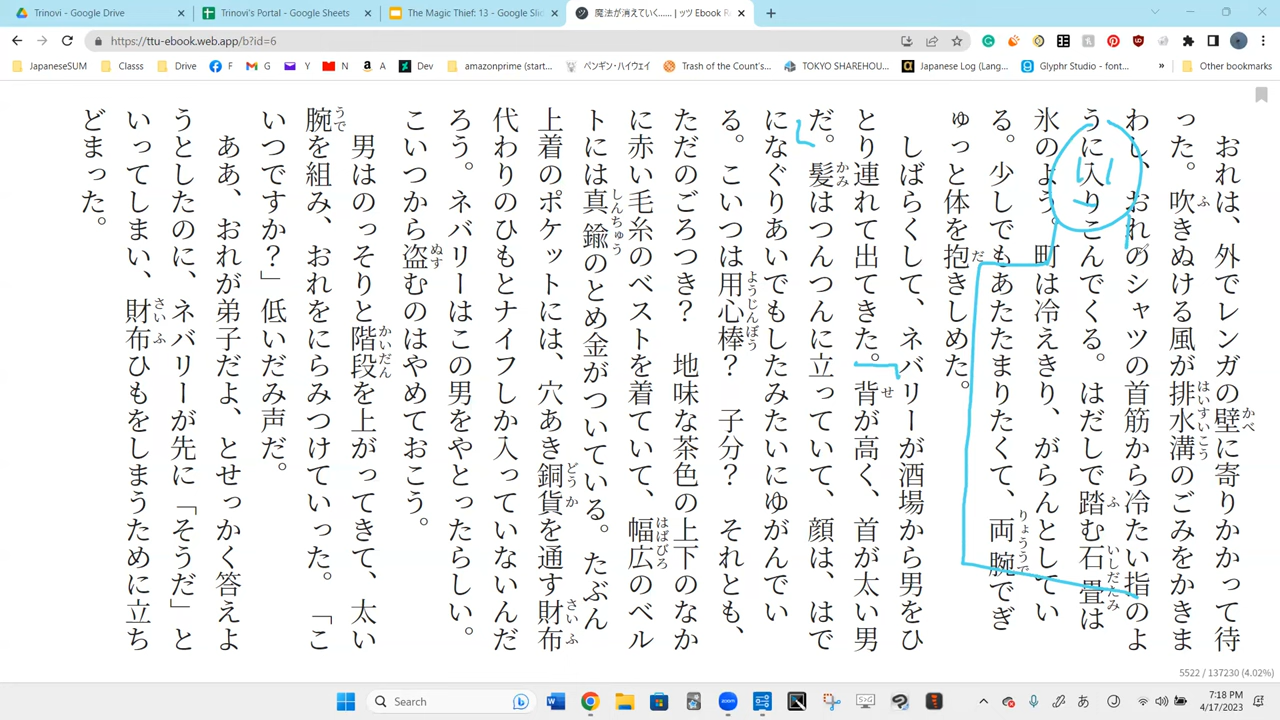 Trinovi - Google Drive
Trinovi's Portal - Google Sheets
The Magic Thief: 13 - Google Slid
魔法が消えていく…… | ッツ Ebook R
https://ttu-ebook.web.app/b?id=6
JapaneseSUM
Classs
Drive
F
G
Y
N
A
Dev
amazonprime (start...
ペンギン・ハイウェイ
Trash of the Count's...
TOKYO SHAREHOU...
Japanese Log (Lang...
Glyphr Studio - font...
Other bookmarks
おれは、外でレンガの壁に寄りかかって待
った。吹きぬける風が排水溝のごみをかきま
わし、おれのシャツの首筋から冷たい指のよ
うに入りこんでくる。はだしで踏む石畳は
氷のよう。町は冷えきり、がらんとしてい
る。少しでもあたたまりたくて、両腕でぎ
ゅっと体を抱きしめた。
しばらくして、ネバリーが酒場から男をひ
とり連れて出てきた。背が高く、首が太い男
だ。髪はつんつんに立っていて、顔は、はで
になぐりあいでもしたみたいにゆがんでい
る。こいつは用心棒？　子分？　それとも、
ただのごろつき？　地味な茶色の上下のなか
に赤い毛糸のベストを着ていて、幅広のベル
トには真鍮のとめ金がついている。たぶん
上着のポケットには、穴あき銅貨を通す財布
代わりのひもとナイフしか入っていないんだ
ろう。ネバリーはこの男をやとったらしい。
こいつから盗むのはやめておこう。
男はのっそりと階段を上がってきて、太い
腕を組み、おれをにらみつけていった。「こ
いつですか？」低いだみ声だ。
ああ、おれが弟子だよ、とせっかく答えよ
うとしたのに、ネバリーが先に「そうだ」と
いってしまい、財布ひもをしまうために立ち
どまった。
5522 / 137230 (4.02%)
Search
7:18 PM
4/17/2023